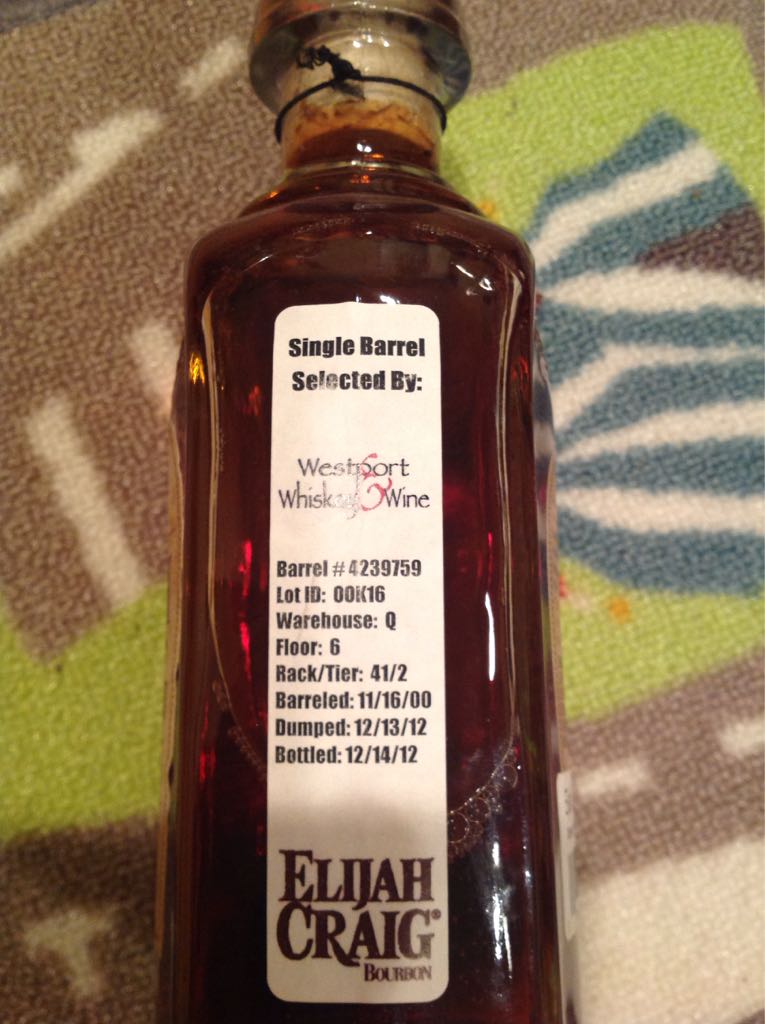 Single Barrel
Selected By:
Westport
Whiskey & Wine
Barrel # 4239759
Lot ID: 00K16
Warehouse: Q
Floor: 6
Rack/Tier: 41/2
Barreled: 11/16/00
Dumped: 12/13/12
Bottled: 12/14/12
ELIJAH
CRAIG®
BOURBON